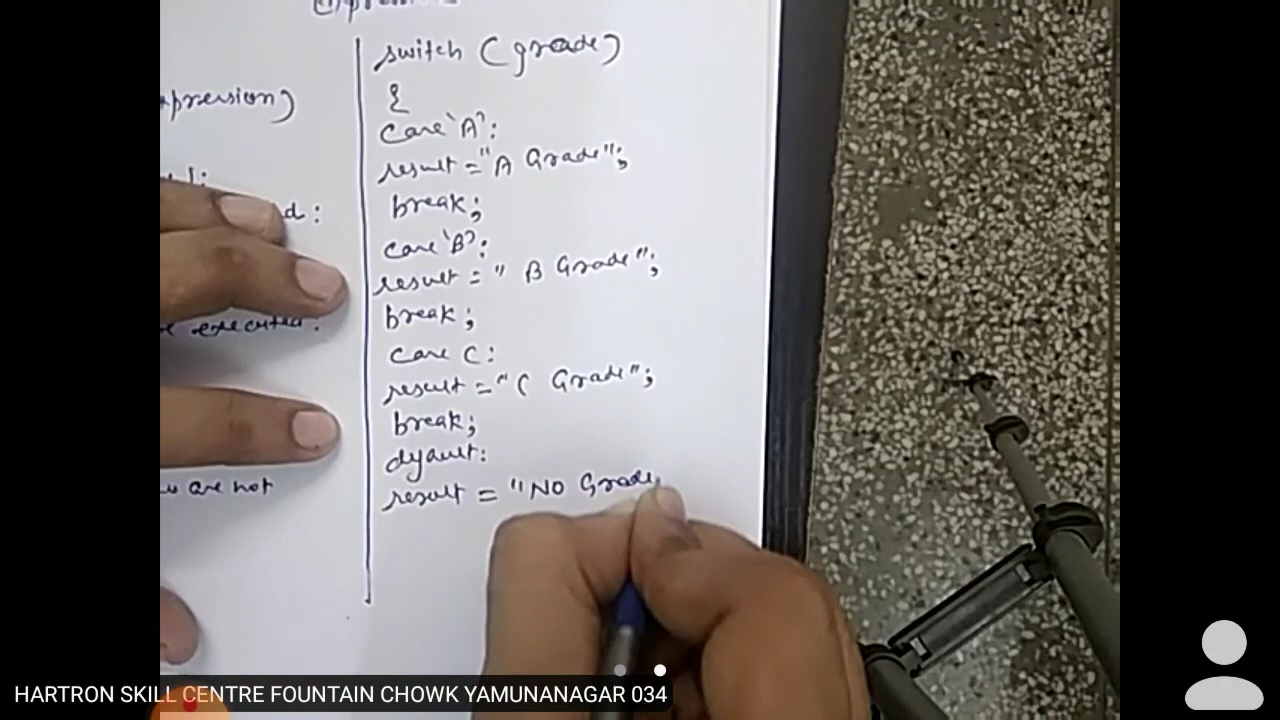 switch (grade)
{
case 'A':
result = "A Grade";
break;
case 'B':
result = " B Grade";
break;
case C:
result = "C Grade";
break;
default:
result = "NO Grade
pression)
d:
executed.
are not
HARTRON SKILL CENTRE FOUNTAIN CHOWK YAMUNANAGAR 034